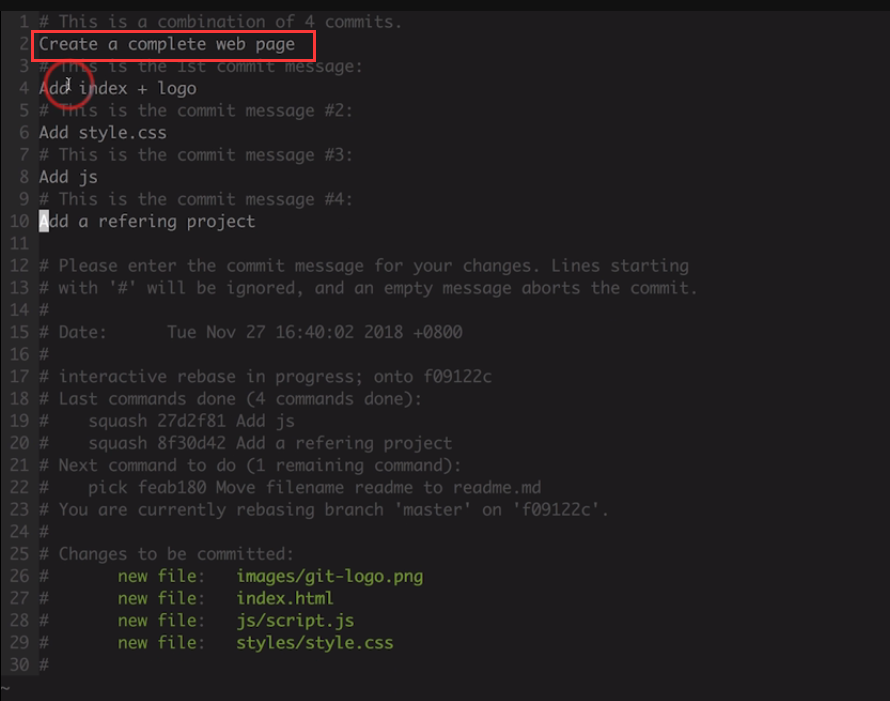 1 # This is a combination of 4 commits.
2 Create a complete web page
3 # This is the 1st commit message:
4 Add index + logo
5 # This is the commit message #2:
6 Add style.css
7 # This is the commit message #3:
8 Add js
9 # This is the commit message #4:
10 Add a refering project
11
12 # Please enter the commit message for your changes. Lines starting
13 # with '#' will be ignored, and an empty message aborts the commit.
14 #
15 # Date:      Tue Nov 27 16:40:02 2018 +0800
16 #
17 # interactive rebase in progress; onto f09122c
18 # Last commands done (4 commands done):
19 #    squash 27d2f81 Add js
20 #    squash 8f30d42 Add a refering project
21 # Next command to do (1 remaining command):
22 #    pick feab180 Move filename readme to readme.md
23 # You are currently rebasing branch 'master' on 'f09122c'.
24 #
25 # Changes to be committed:
26 #       new file:   images/git-logo.png
27 #       new file:   index.html
28 #       new file:   js/script.js
29 #       new file:   styles/style.css
30 #
~